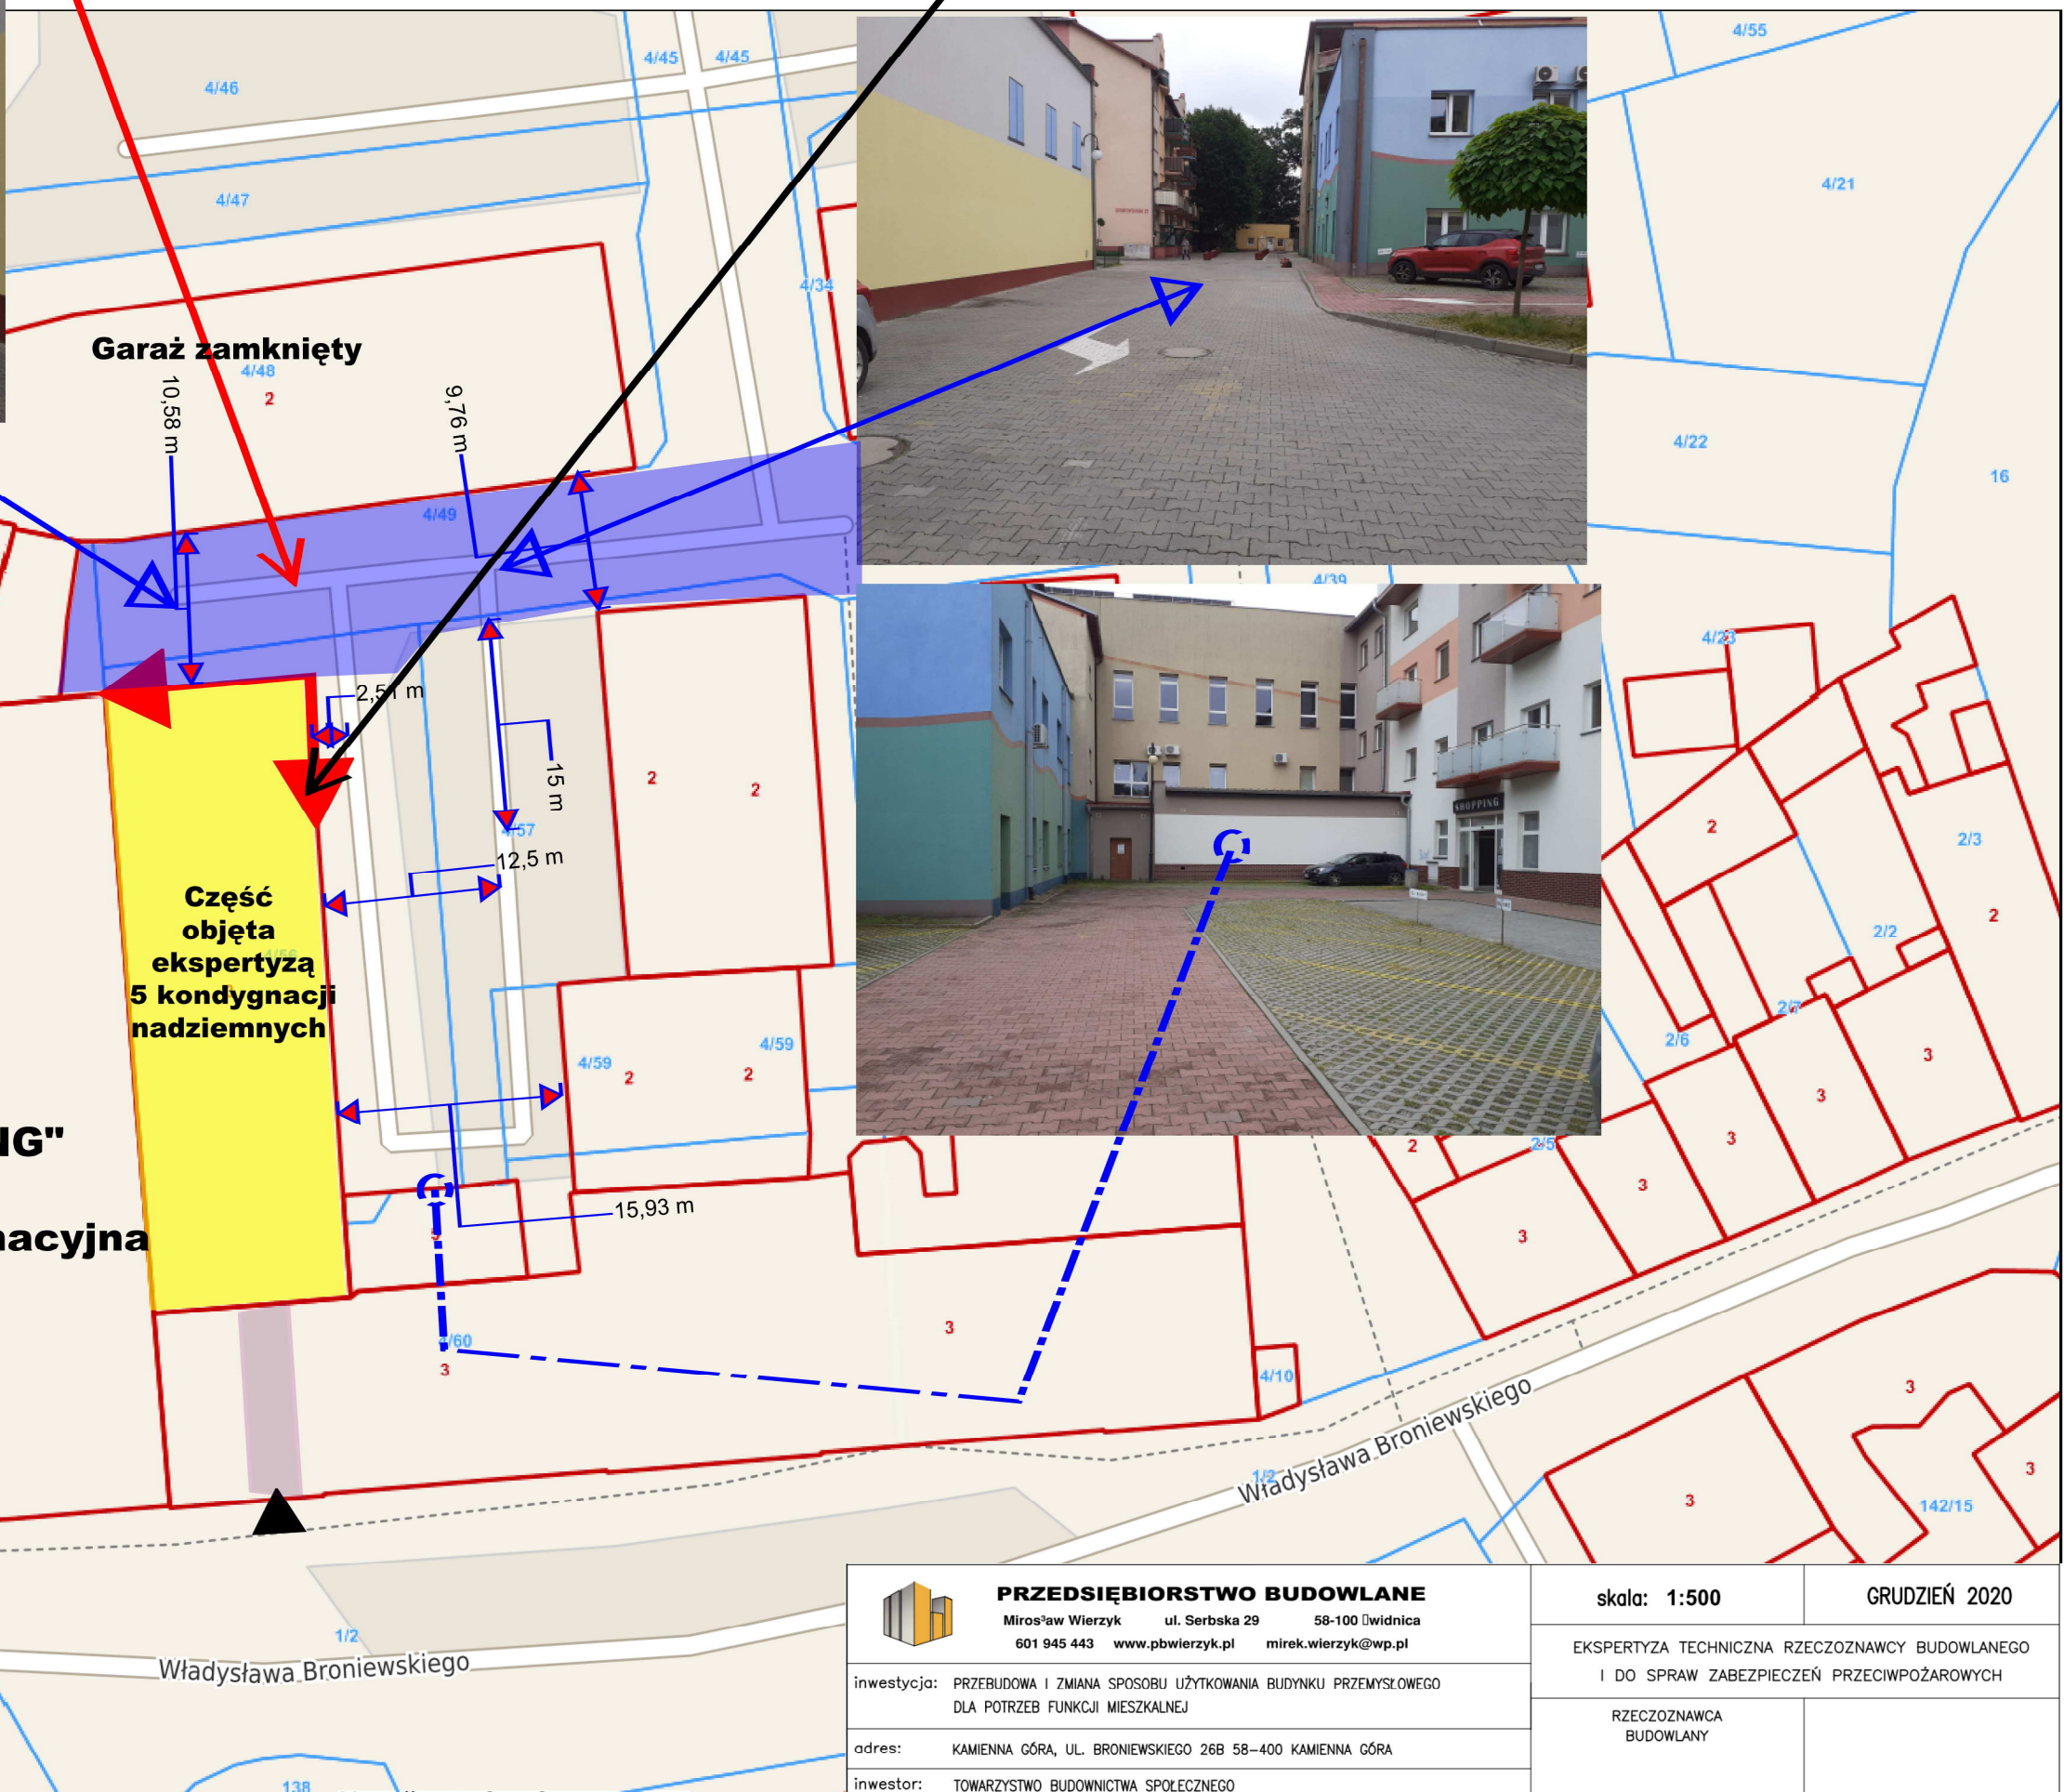 4/45
4/45
4/55
4/46
4/47
4/21
4/34
Garaż zamknięty
4/48
2
10,58 m
9,76 m
4/22
16
4/49
4/39
4/23
2,51 m
15 m
2
2
4/57
12,5 m
SHOPPING
2
2/3
2
2/2
Część
objęta
ekspertyzą
5 kondygnacji
nadziemnych
4/59
4/59
2
2
2/7
2/6
3
3
NG"
2
2/5
3
3
15,93 m
nacyjna
3
3
4/60
3
4/10
3
Władysława Broniewskiego
1/2
3
3
142/15
1/2
Władysława Broniewskiego
138
PRZEDSIĘBIORSTWO BUDOWLANE
Miros³aw Wierzyk ul. Serbska 29 58-100 widnica
601 945 443 www.pbwierzyk.pl mirek.wierzyk@wp.pl
skala: 1:500
GRUDZIEŃ 2020
EKSPERTYZA TECHNICZNA RZECZOZNAWCY BUDOWLANEGO
I DO SPRAW ZABEZPIECZEŃ PRZECIWPOŻAROWYCH
inwestycja: PRZEBUDOWA I ZMIANA SPOSOBU UŻYTKOWANIA BUDYNKU PRZEMYSŁOWEGO
DLA POTRZEB FUNKCJI MIESZKALNEJ
RZECZOZNAWCA
BUDOWLANY
adres: KAMIENNA GÓRA, UL. BRONIEWSKIEGO 26B 58–400 KAMIENNA GÓRA
inwestor: TOWARZYSTWO BUDOWNICTWA SPOŁECZNEGO